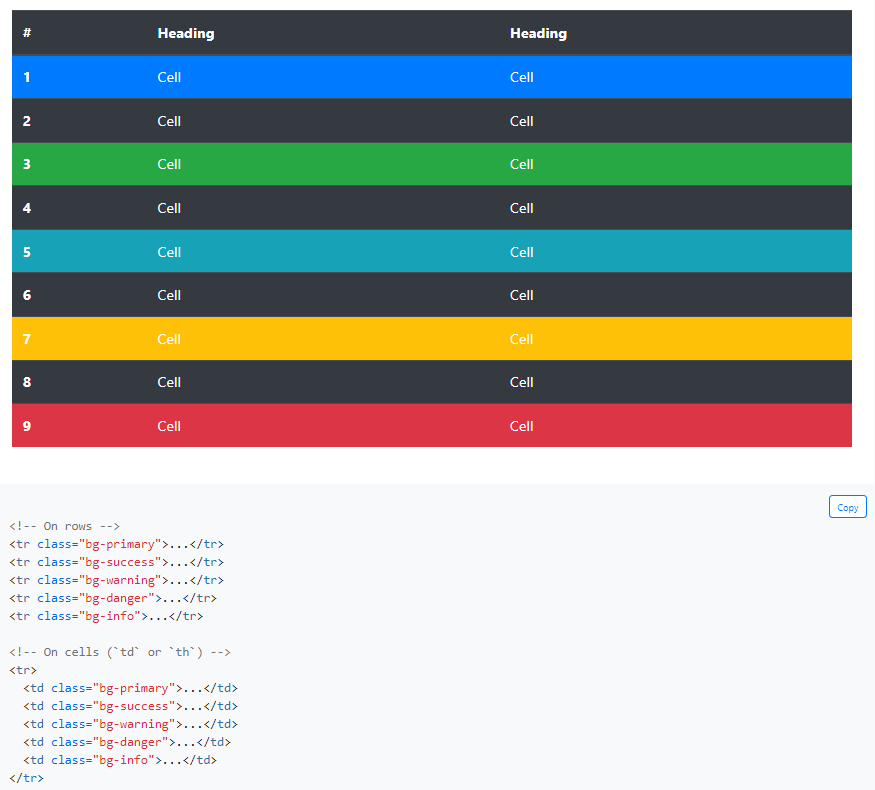 # Heading Heading
1 Cell Cell
2 Cell Cell
3 Cell Cell
4 Cell Cell
5 Cell Cell
6 Cell Cell
7 Cell Cell
8 Cell Cell
9 Cell Cell
Copy
<!-- On rows -->
<tr class="bg-primary">...</tr>
<tr class="bg-success">...</tr>
<tr class="bg-warning">...</tr>
<tr class="bg-danger">...</tr>
<tr class="bg-info">...</tr>
<!-- On cells (`td` or `th`) -->
<tr>
  <td class="bg-primary">...</td>
  <td class="bg-success">...</td>
  <td class="bg-warning">...</td>
  <td class="bg-danger">...</td>
  <td class="bg-info">...</td>
</tr>